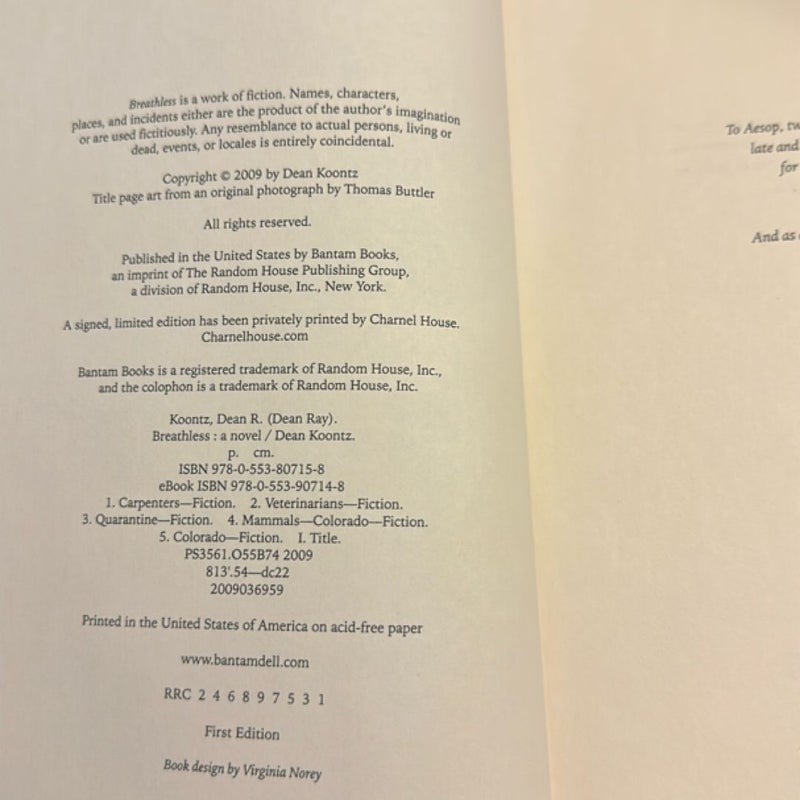 Breathless is a work of fiction. Names, characters,
places, and incidents either are the product of the author's imagination
or are used fictitiously. Any resemblance to actual persons, living or
dead, events, or locales is entirely coincidental.
Copyright © 2009 by Dean Koontz
Title page art from an original photograph by Thomas Buttler
All rights reserved.
Published in the United States by Bantam Books,
an imprint of The Random House Publishing Group,
a division of Random House, Inc., New York.
A signed, limited edition has been privately printed by Charnel House.
Charnelhouse.com
Bantam Books is a registered trademark of Random House, Inc.,
and the colophon is a trademark of Random House, Inc.
Koontz, Dean R. (Dean Ray).
Breathless : a novel / Dean Koontz.
p. cm.
ISBN 978-0-553-80715-8
eBook ISBN 978-0-553-90714-8
1. Carpenters—Fiction. 2. Veterinarians—Fiction.
3. Quarantine—Fiction. 4. Mammals—Colorado—Fiction.
5. Colorado—Fiction. I. Title.
PS3561.O55B74 2009
813'.54—dc22
2009036959
Printed in the United States of America on acid-free paper
www.bantamdell.com
RRC 2 4 6 8 9 7 5 3 1
First Edition
Book design by Virginia Norey
To Aesop, tw
late and
for
And as